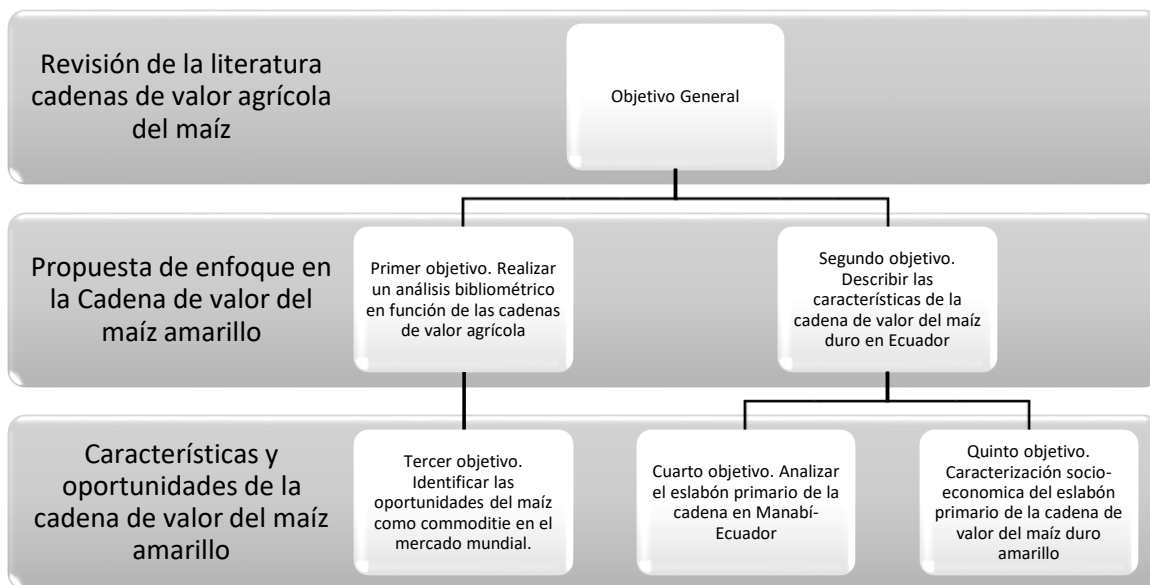 Revisión de la literatura
cadenas de valor agrícola
del maíz
Objetivo General
Propuesta de enfoque en
la Cadena de valor del
maíz amarillo
Primer objetivo. Realizar
un análisis bibliométrico
en función de las cadenas
de valor agrícola
Segundo objetivo.
Describir las
características de la
cadena de valor del maíz
duro en Ecuador
Características y
oportunidades de la
cadena de valor del maíz
amarillo
Tercer objetivo.
Identificar las
oportunidades del maíz
como commoditie en el
mercado mundial.
Cuarto objetivo. Analizar
el eslabón primario de la
cadena en Manabí-
Ecuador
Quinto objetivo.
Caracterización socio-
economica del eslabón
primario de la cadena de
valor del maíz duro
amarillo